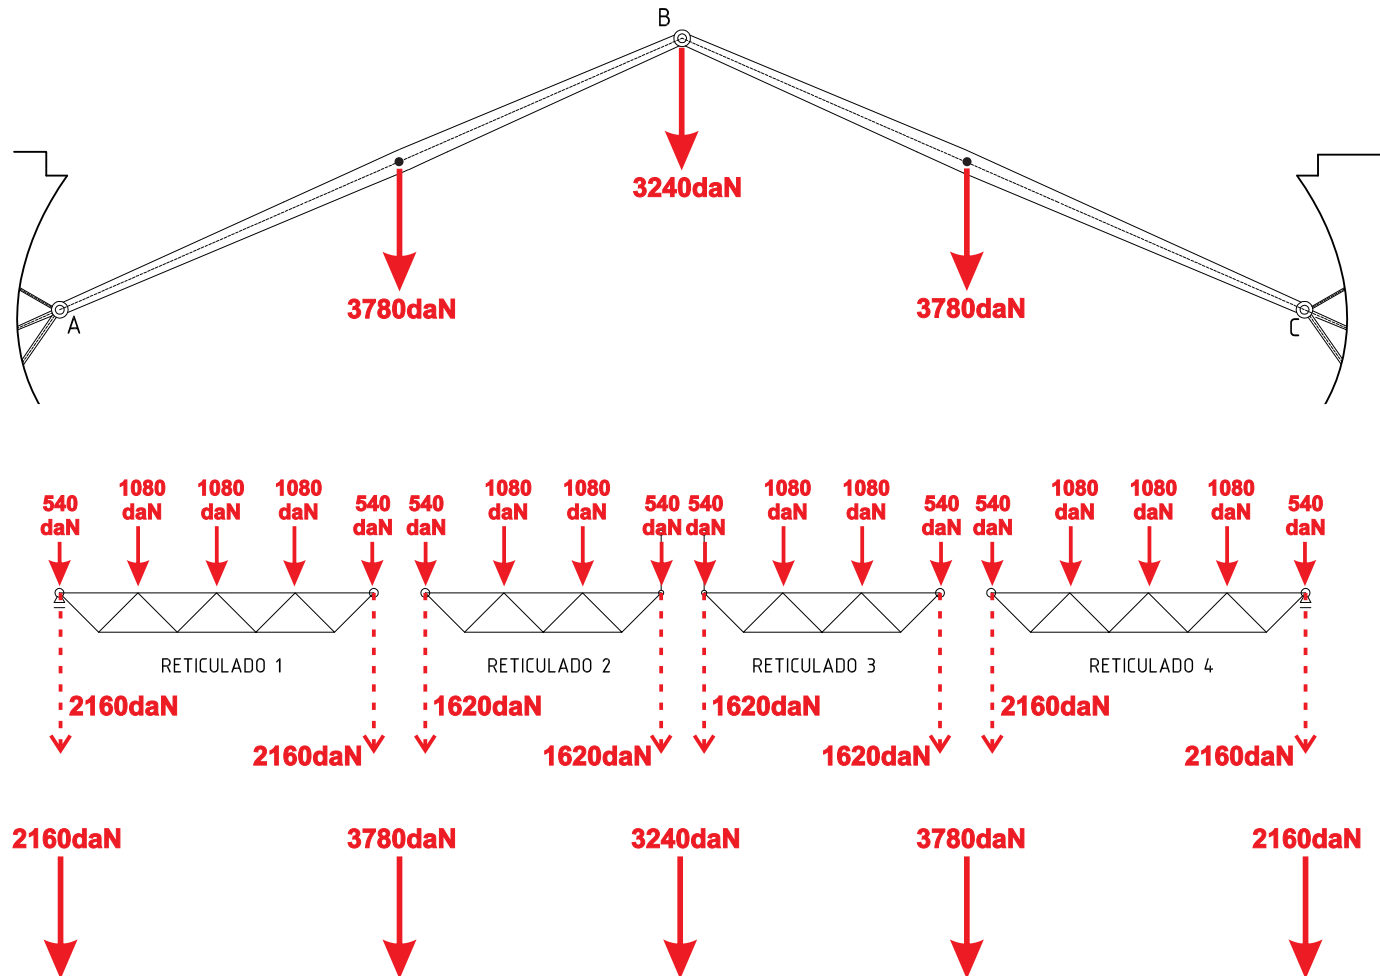 B
3240daN
A
3780daN
3780daN
C
540
daN
1080
daN
1080
daN
1080
daN
540
daN
540
daN
1080
daN
1080
daN
540
daN
540
daN
1080
daN
1080
daN
540
daN
540
daN
1080
daN
1080
daN
1080
daN
540
daN
RETICULADO 1
RETICULADO 2
RETICULADO 3
RETICULADO 4
2160daN
2160daN
1620daN
1620daN
1620daN
1620daN
2160daN
2160daN
2160daN
3780daN
3240daN
3780daN
2160daN